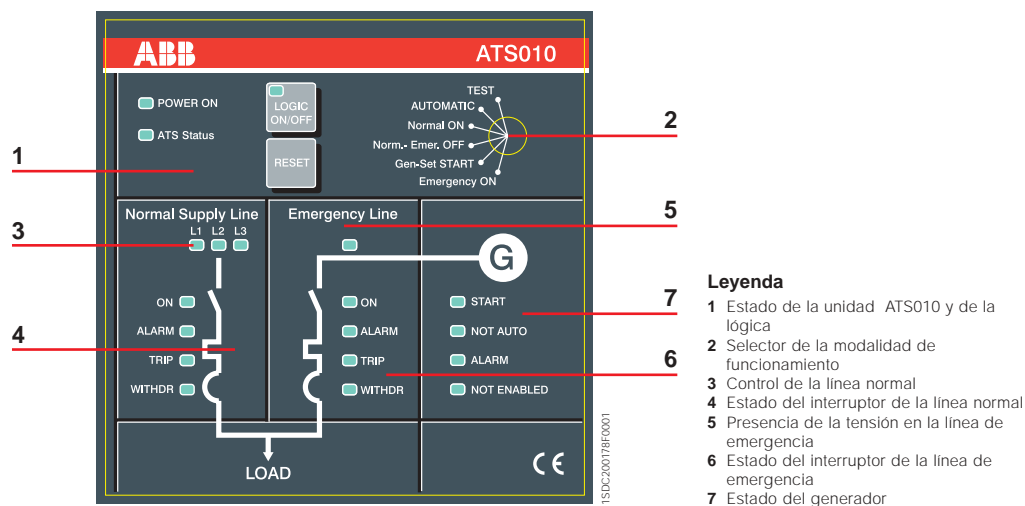 ABB
ATS010
POWER ON
ATS Status
LOGIC
ON/OFF
RESET
TEST
AUTOMATIC
Normal ON
Norm.- Emer. OFF
Gen-Set START
Emergency ON
1
2
3
4
5
6
7
Normal Supply Line
L1 L2 L3
ON
ALARM
TRIP
WITHDR
Emergency Line
ON
ALARM
TRIP
WITHDR
G
START
NOT AUTO
ALARM
NOT ENABLED
LOAD
CE
1SDC200178F0001
Leyenda
1 Estado de la unidad ATS010 y de la
lógica
2 Selector de la modalidad de
funcionamiento
3 Control de la línea normal
4 Estado del interruptor de la línea normal
5 Presencia de la tensión en la línea de
emergencia
6 Estado del interruptor de la línea de
emergencia
7 Estado del generador